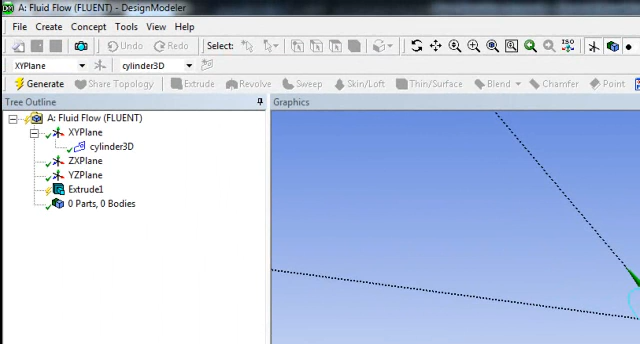 A: Fluid Flow (FLUENT) - DesignModeler
File Create Concept Tools View Help
Undo Redo Select: ISO
XYPlane cylinder3D
Generate Share Topology Extrude Revolve Sweep Skin/Loft Thin/Surface Blend Chamfer Point
Tree Outline Graphics
A: Fluid Flow (FLUENT)
XYPlane
cylinder3D
ZXPlane
YZPlane
Extrude1
0 Parts, 0 Bodies